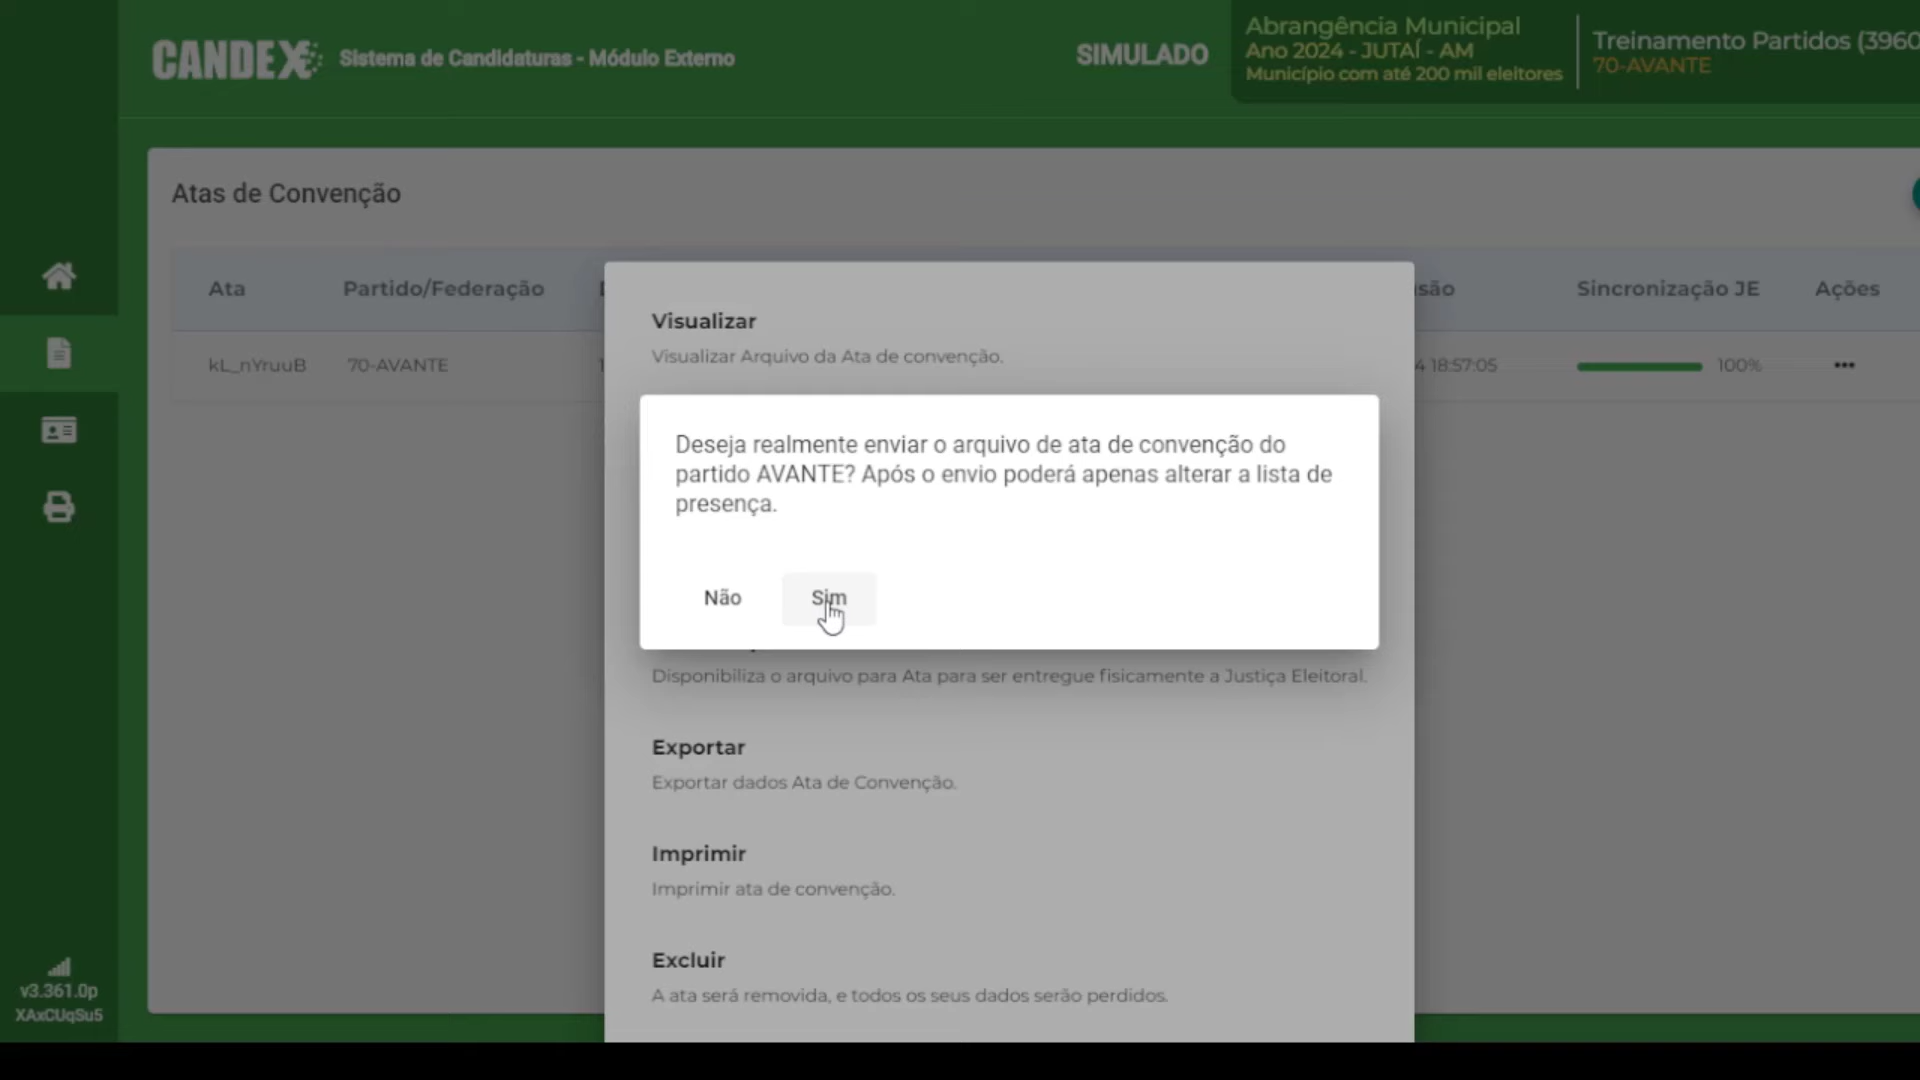 CANDEX
Sistema de Candidaturas - Módulo Externo
SIMULADO
Abrangência Municipal
Ano 2024 - JUTAÍ - AM
Município com até 200 mil eleitores
Treinamento Partidos (3960
70-AVANTE
Atas de Convenção
Ata Partido/Federação são Sincronização JE Ações
kL_nYruuB 70-AVANTE 1 4 18:57:05 100% •••
Visualizar
Visualizar Arquivo da Ata de convenção.
Deseja realmente enviar o arquivo de ata de convenção do
partido AVANTE? Após o envio poderá apenas alterar a lista de
presença.
Não Sim
Disponibiliza o arquivo para Ata para ser entregue fisicamente a Justiça Eleitoral.
Exportar
Exportar dados Ata de Convenção.
Imprimir
Imprimir ata de convenção.
Excluir
A ata será removida, e todos os seus dados serão perdidos.
v3.361.0p
XAxCUqSu5